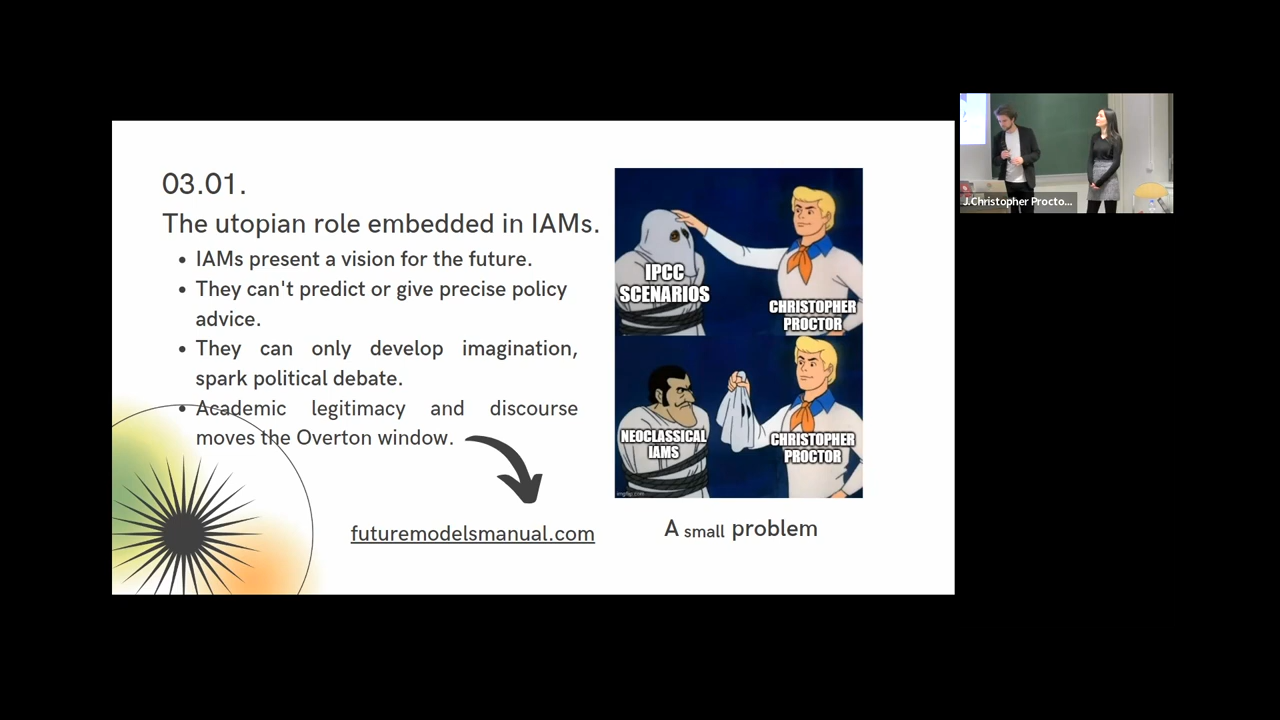 03.01.
The utopian role embedded in IAMs.
• IAMs present a vision for the future.
• They can't predict or give precise policy
advice.
• They can only develop imagination,
spark political debate.
• Academic legitimacy and discourse
moves the Overton window.
futuremodelsmanual.com
IPCC
SCENARIOS
CHRISTOPHER
PROCTOR
NEOCLASSICAL
IAMS
CHRISTOPHER
PROCTOR
imgflip.com
A small problem
J.Christopher Procto...